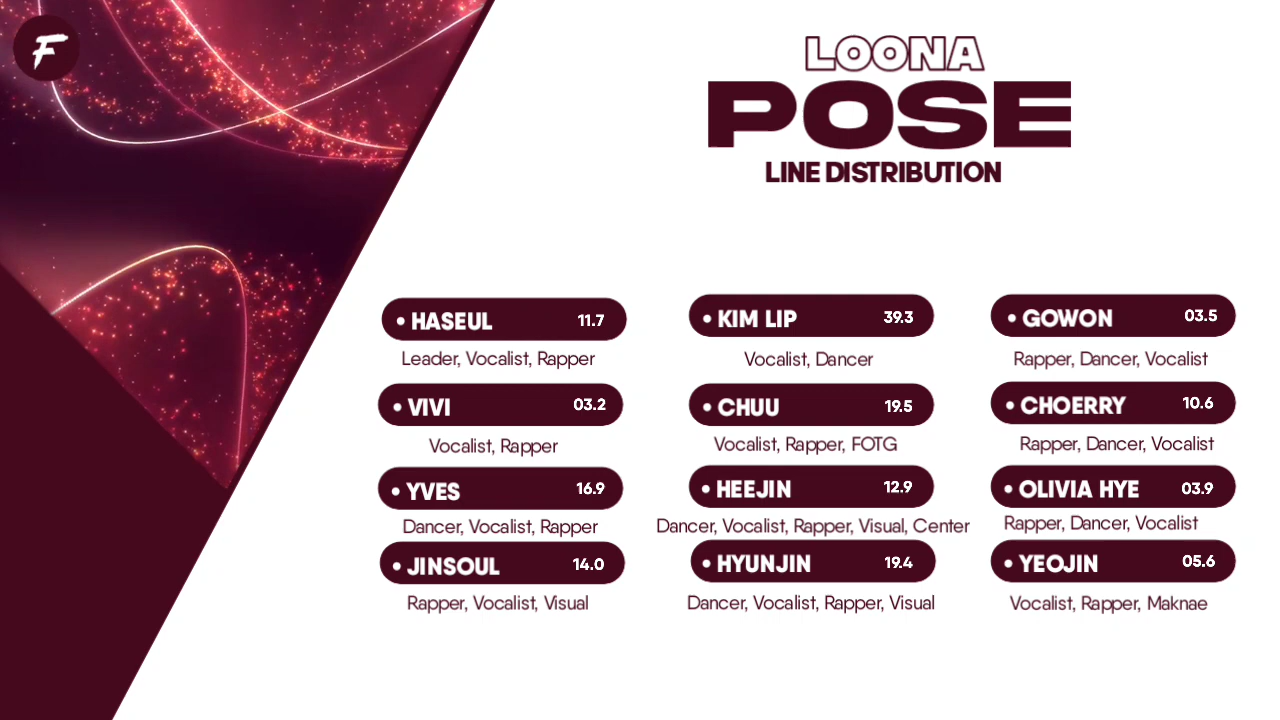 F
LOONA
POSE
LINE DISTRIBUTION
• HASEUL 11.7
Leader, Vocalist, Rapper
• VIVI 03.2
Vocalist, Rapper
• YVES 16.9
Dancer, Vocalist, Rapper
• JINSOUL 14.0
Rapper, Vocalist, Visual
• KIM LIP 39.3
Vocalist, Dancer
• CHUU 19.5
Vocalist, Rapper, FOTG
• HEEJIN 12.9
Dancer, Vocalist, Rapper, Visual, Center
• HYUNJIN 19.4
Dancer, Vocalist, Rapper, Visual
• GOWON 03.5
Rapper, Dancer, Vocalist
• CHOERRY 10.6
Rapper, Dancer, Vocalist
• OLIVIA HYE 03.9
Rapper, Dancer, Vocalist
• YEOJIN 05.6
Vocalist, Rapper, Maknae